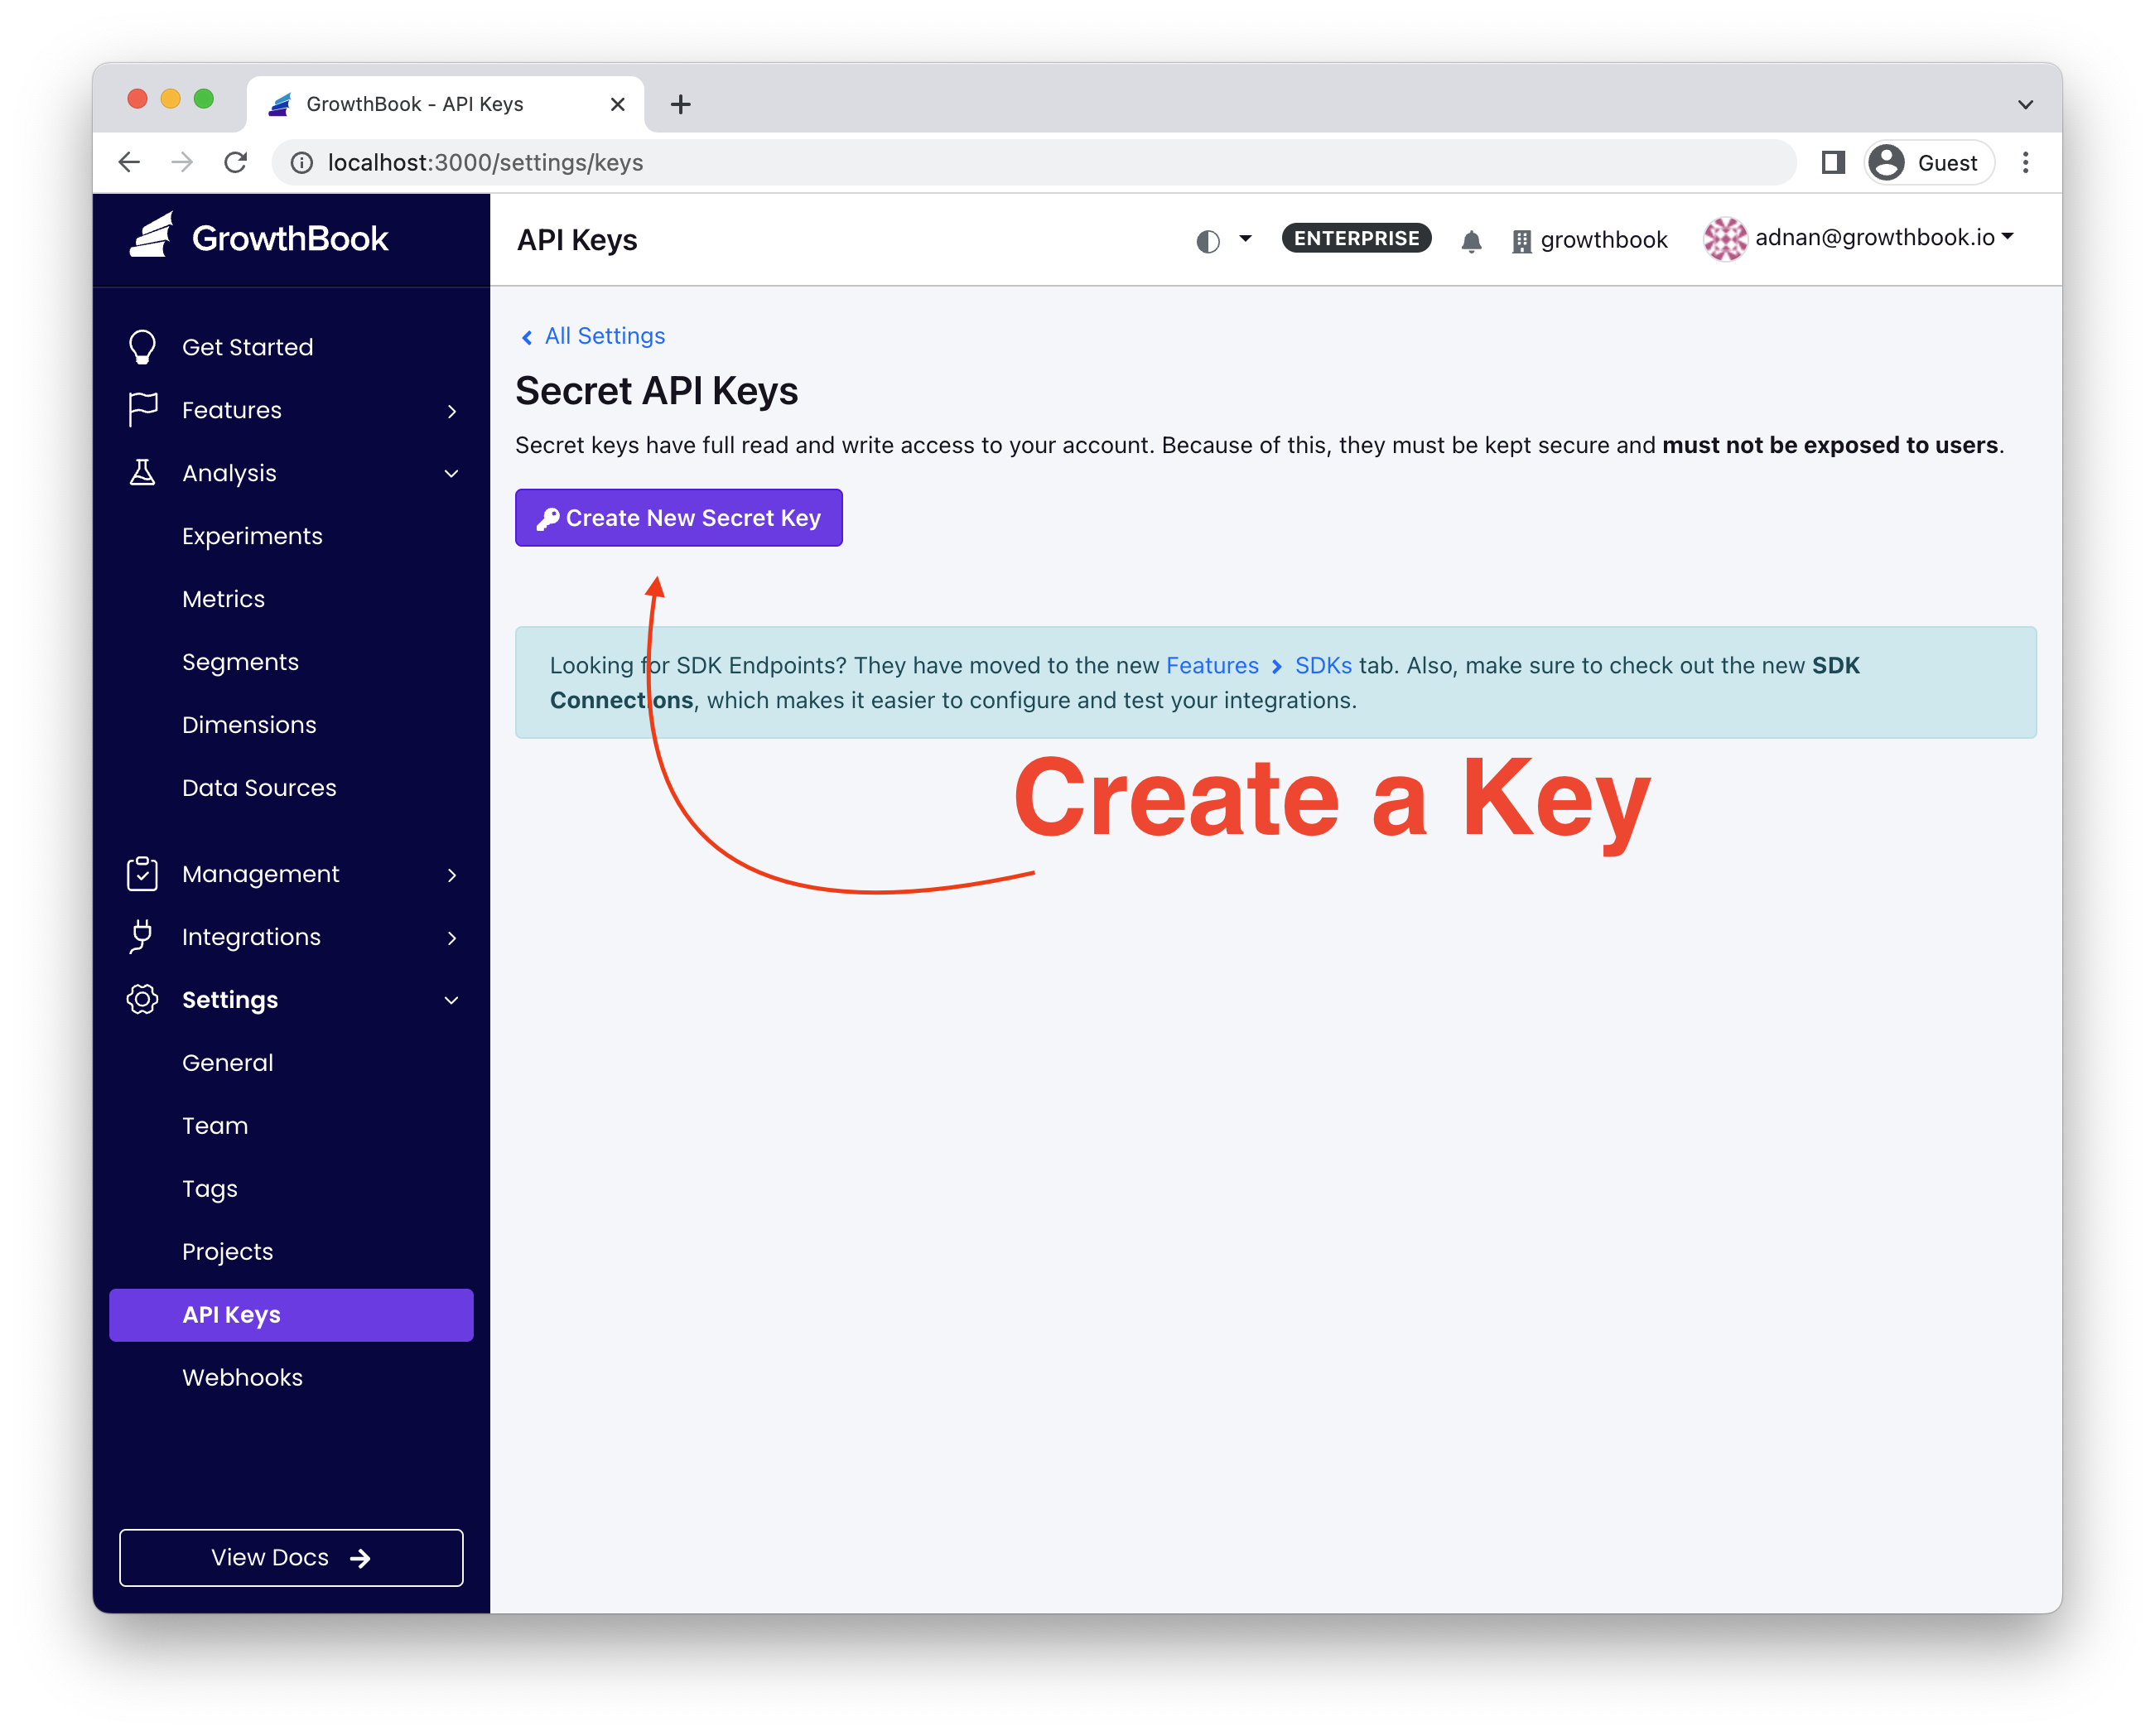 GrowthBook - API Keys
localhost:3000/settings/keys
Guest
GrowthBook
API Keys
ENTERPRISE
growthbook
adnan@growthbook.io
Get Started
Features
Analysis
Experiments
Metrics
Segments
Dimensions
Data Sources
Management
Integrations
Settings
General
Team
Tags
Projects
API Keys
Webhooks
View Docs
All Settings
Secret API Keys
Secret keys have full read and write access to your account. Because of this, they must be kept secure and must not be exposed to users.
Create New Secret Key
Looking for SDK Endpoints? They have moved to the new Features > SDKs tab. Also, make sure to check out the new SDK
Connections, which makes it easier to configure and test your integrations.
Create a Key